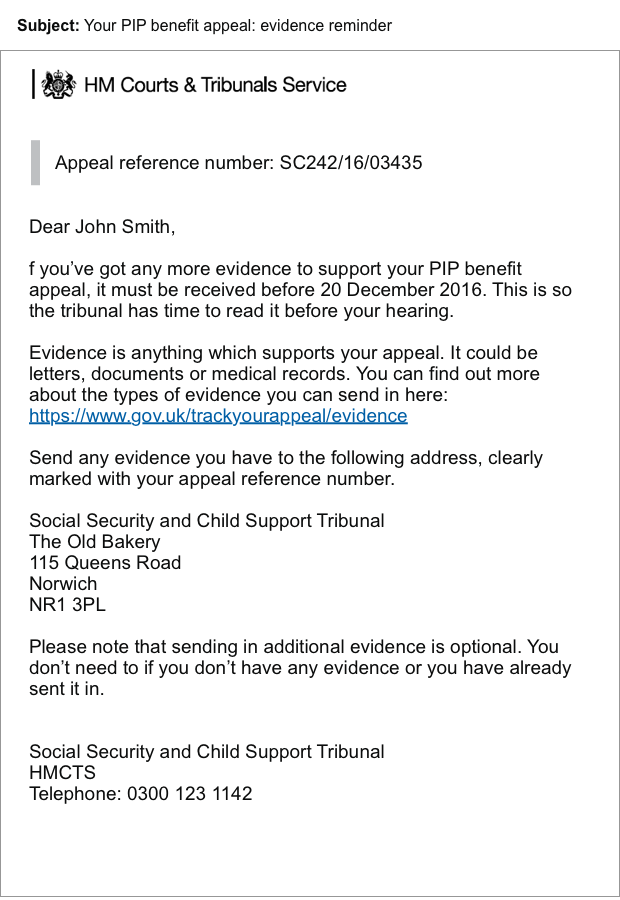 Subject: Your PIP benefit appeal: evidence reminder
HM Courts & Tribunals Service
Appeal reference number: SC242/16/03435
Dear John Smith,
f you’ve got any more evidence to support your PIP benefit
appeal, it must be received before 20 December 2016. This is so
the tribunal has time to read it before your hearing.
Evidence is anything which supports your appeal. It could be
letters, documents or medical records. You can find out more
about the types of evidence you can send in here:
https://www.gov.uk/trackyourappeal/evidence
Send any evidence you have to the following address, clearly
marked with your appeal reference number.
Social Security and Child Support Tribunal
The Old Bakery
115 Queens Road
Norwich
NR1 3PL
Please note that sending in additional evidence is optional. You
don’t need to if you don’t have any evidence or you have already
sent it in.
Social Security and Child Support Tribunal
HMCTS
Telephone: 0300 123 1142